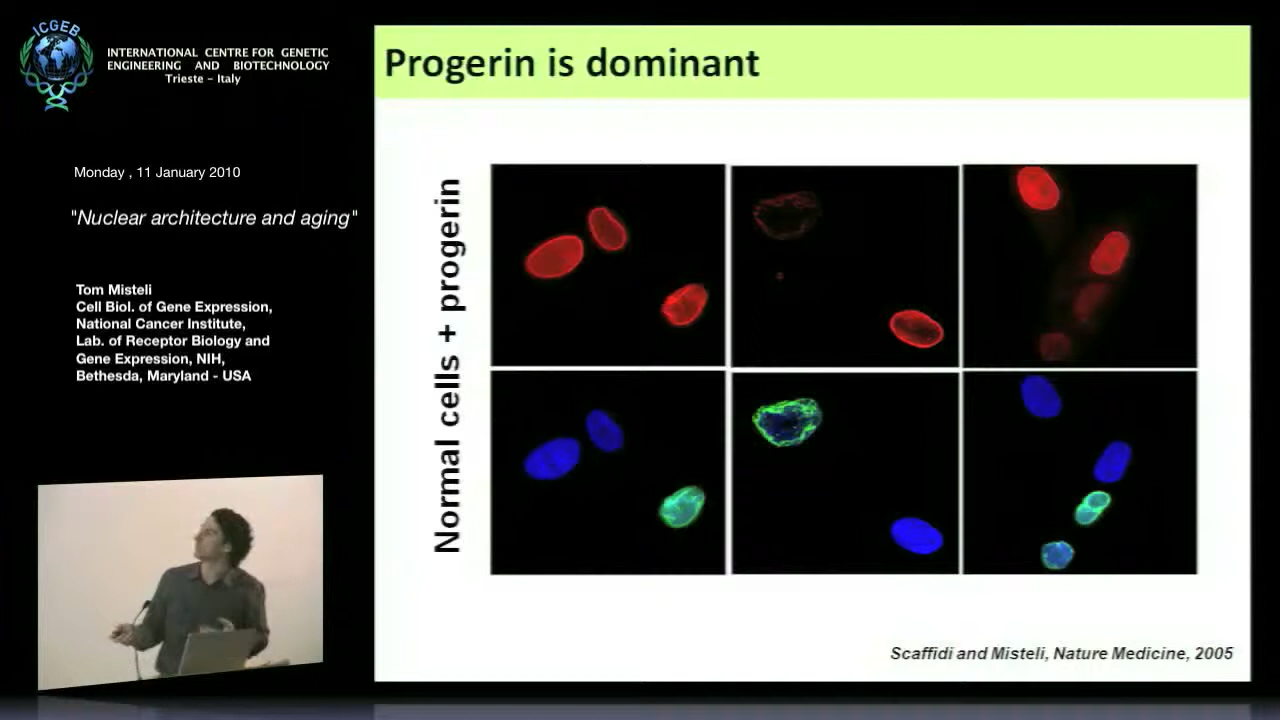 ICGEB
INTERNATIONAL CENTRE FOR GENETIC
ENGINEERING AND BIOTECHNOLOGY
Trieste - Italy
Monday , 11 January 2010
"Nuclear architecture and aging"
Tom Misteli
Cell Biol. of Gene Expression,
National Cancer Institute,
Lab. of Receptor Biology and
Gene Expression, NIH,
Bethesda, Maryland - USA
Progerin is dominant
Normal cells + progerin
Scaffidi and Misteli, Nature Medicine, 2005